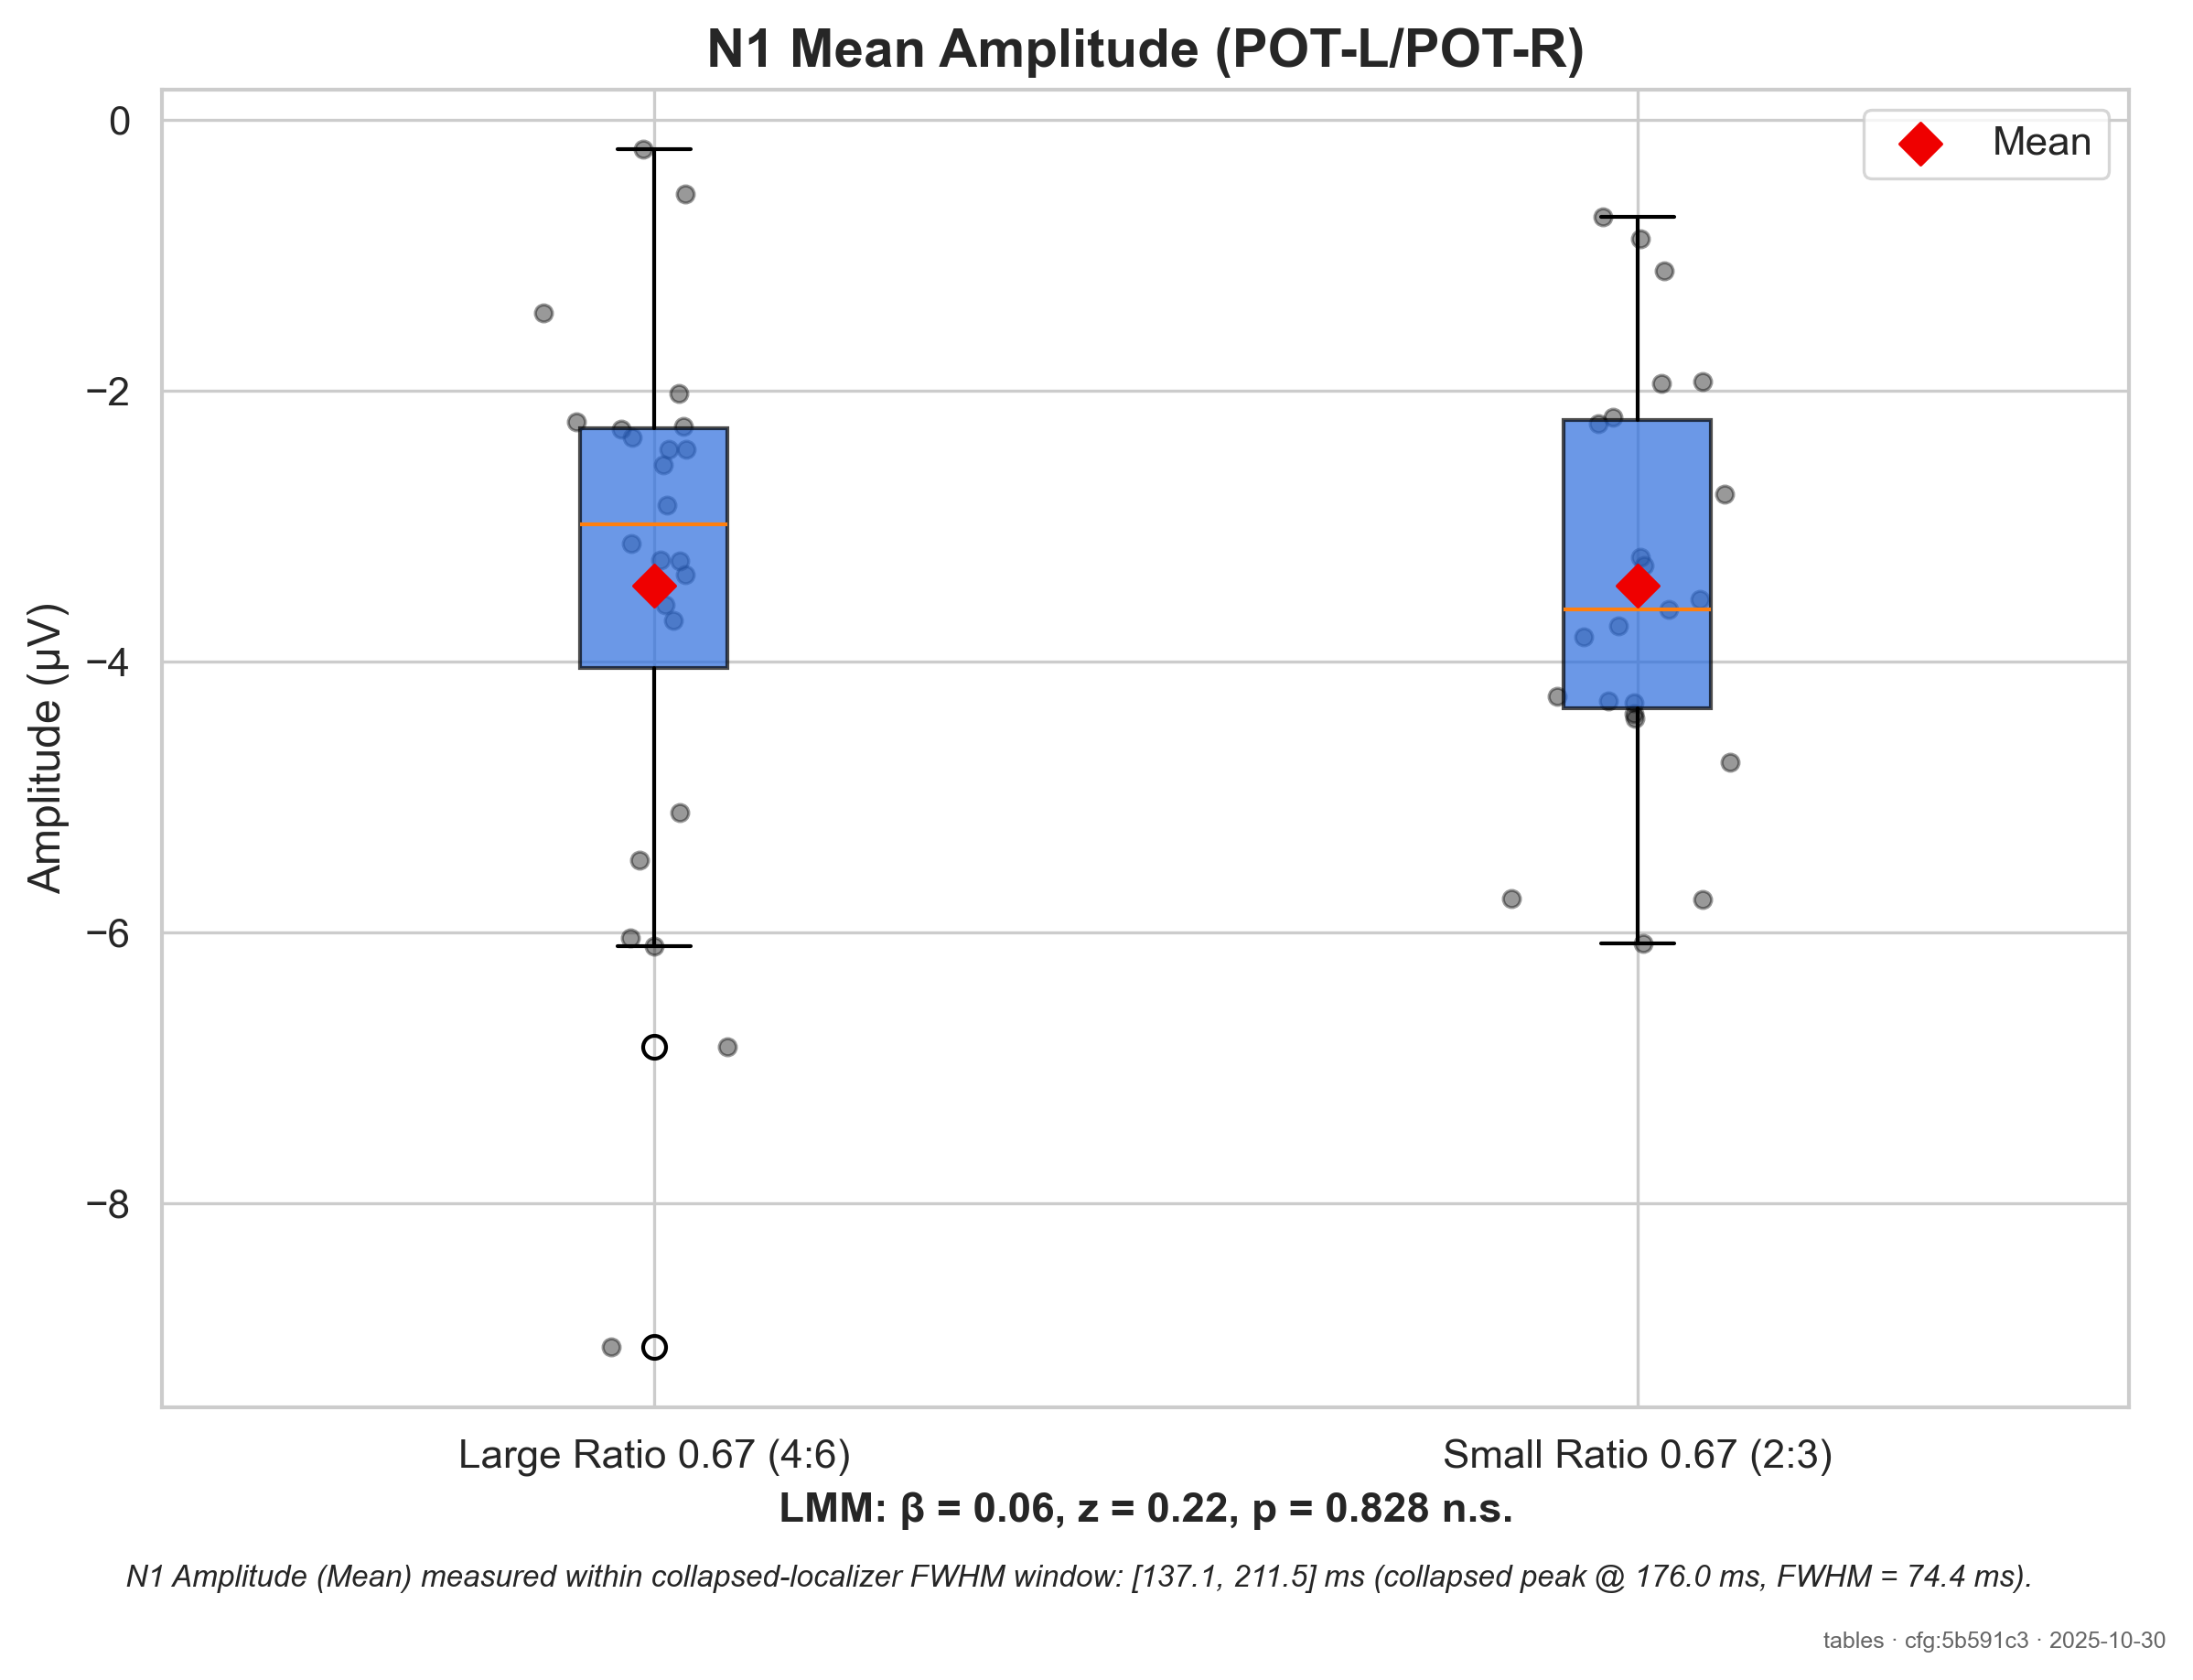 N1 Mean Amplitude (POT-L/POT-R)
Mean
0
−2
−4
−6
−8
Amplitude (µV)
Large Ratio 0.67 (4:6)
Small Ratio 0.67 (2:3)
LMM: β = 0.06, z = 0.22, p = 0.828 n.s.
N1 Amplitude (Mean) measured within collapsed-localizer FWHM window: [137.1, 211.5] ms (collapsed peak @ 176.0 ms, FWHM = 74.4 ms).
tables · cfg:5b591c3 · 2025-10-30